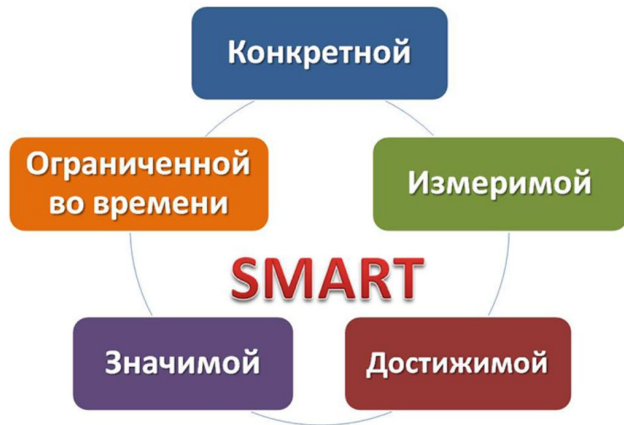 Конкретной
Ограниченной
во времени
Измеримой
SMART
Значимой
Достижимой